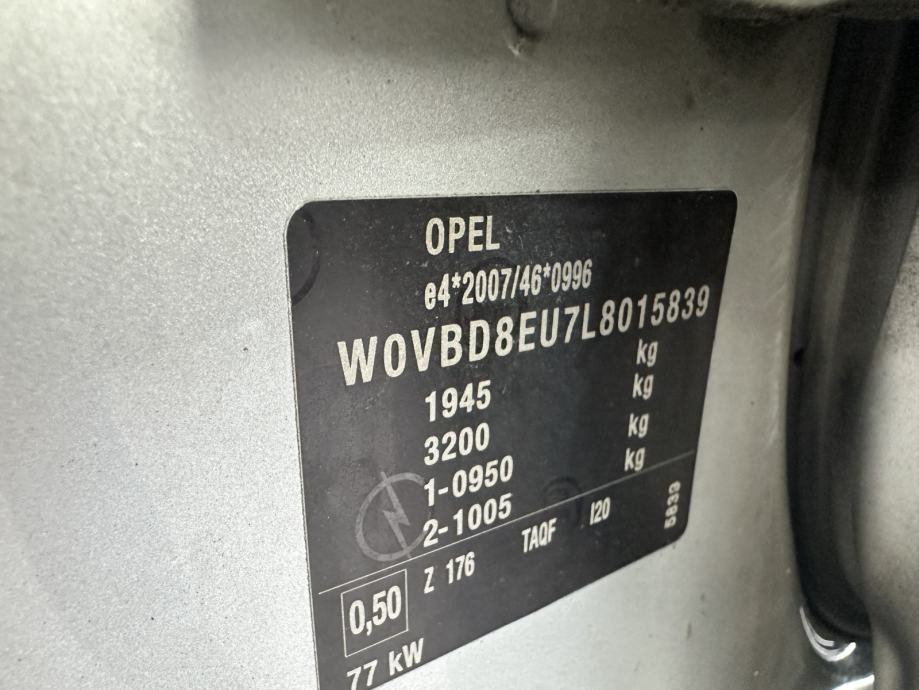 OPEL
e4*2007/46*0996
W0VBD8EU7L8015839
1945 kg
3200 kg
1-0950 kg
2-1005 kg
Z 176 TAQF I20 5839
0,50
77 kW